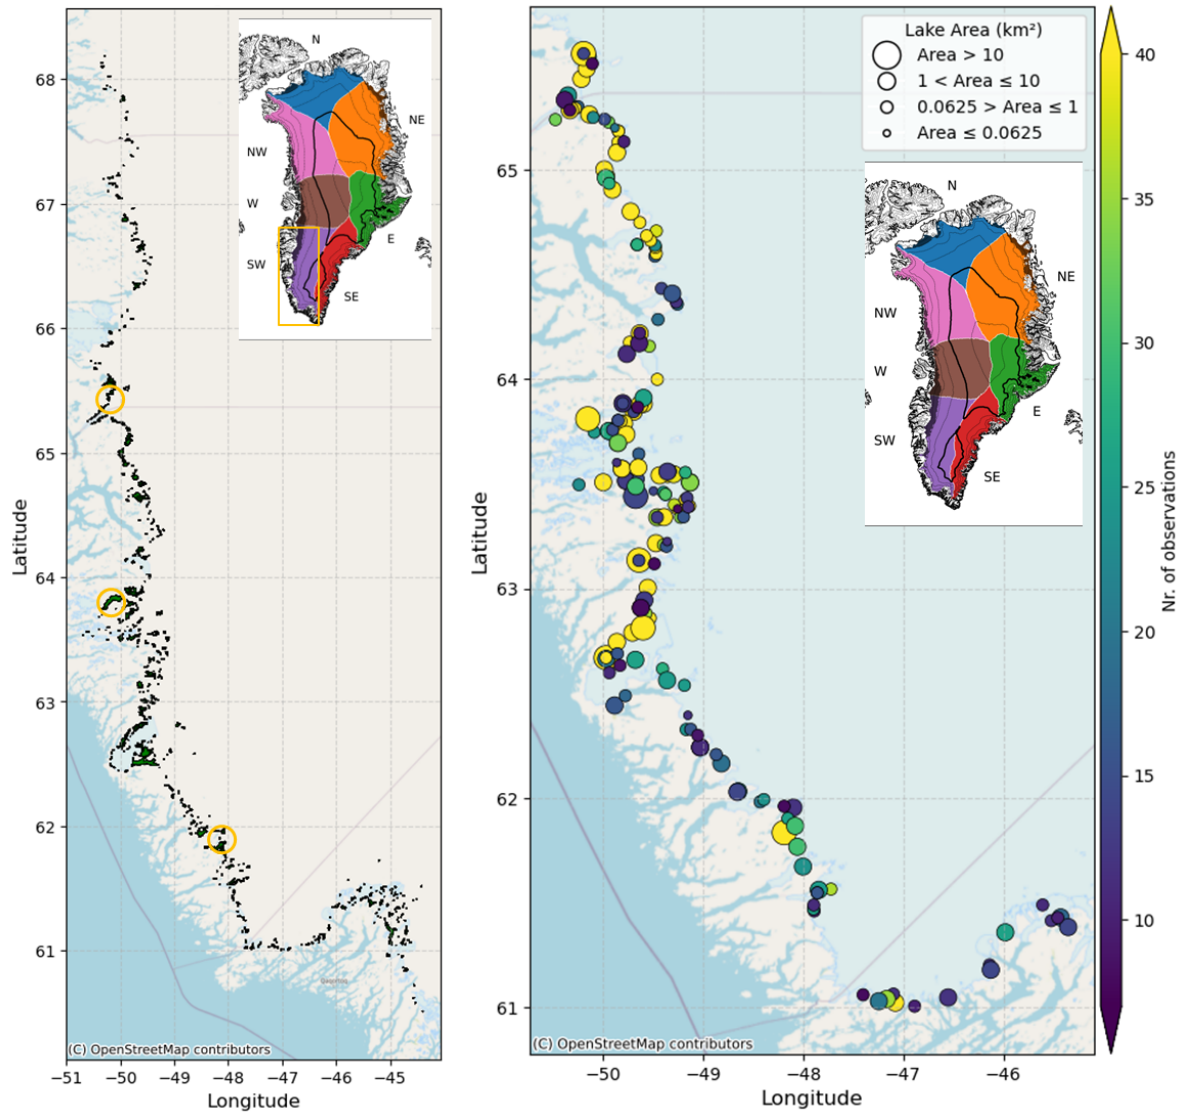 68
67
66
65
64
63
62
61
Latitude
−51
−50
−49
−48
−47
−46
−45
Longitude
N
NE
NW
W
E
SW
SE
(C) OpenStreetMap contributors
65
64
63
62
61
Latitude
−50
−49
−48
−47
−46
Longitude
Lake Area (km²)
Area > 10
1 < Area ≤ 10
0.0625 > Area ≤ 1
Area ≤ 0.0625
N
NE
NW
W
E
SW
SE
(C) OpenStreetMap contributors
40
35
30
25
20
15
10
Nr. of observations